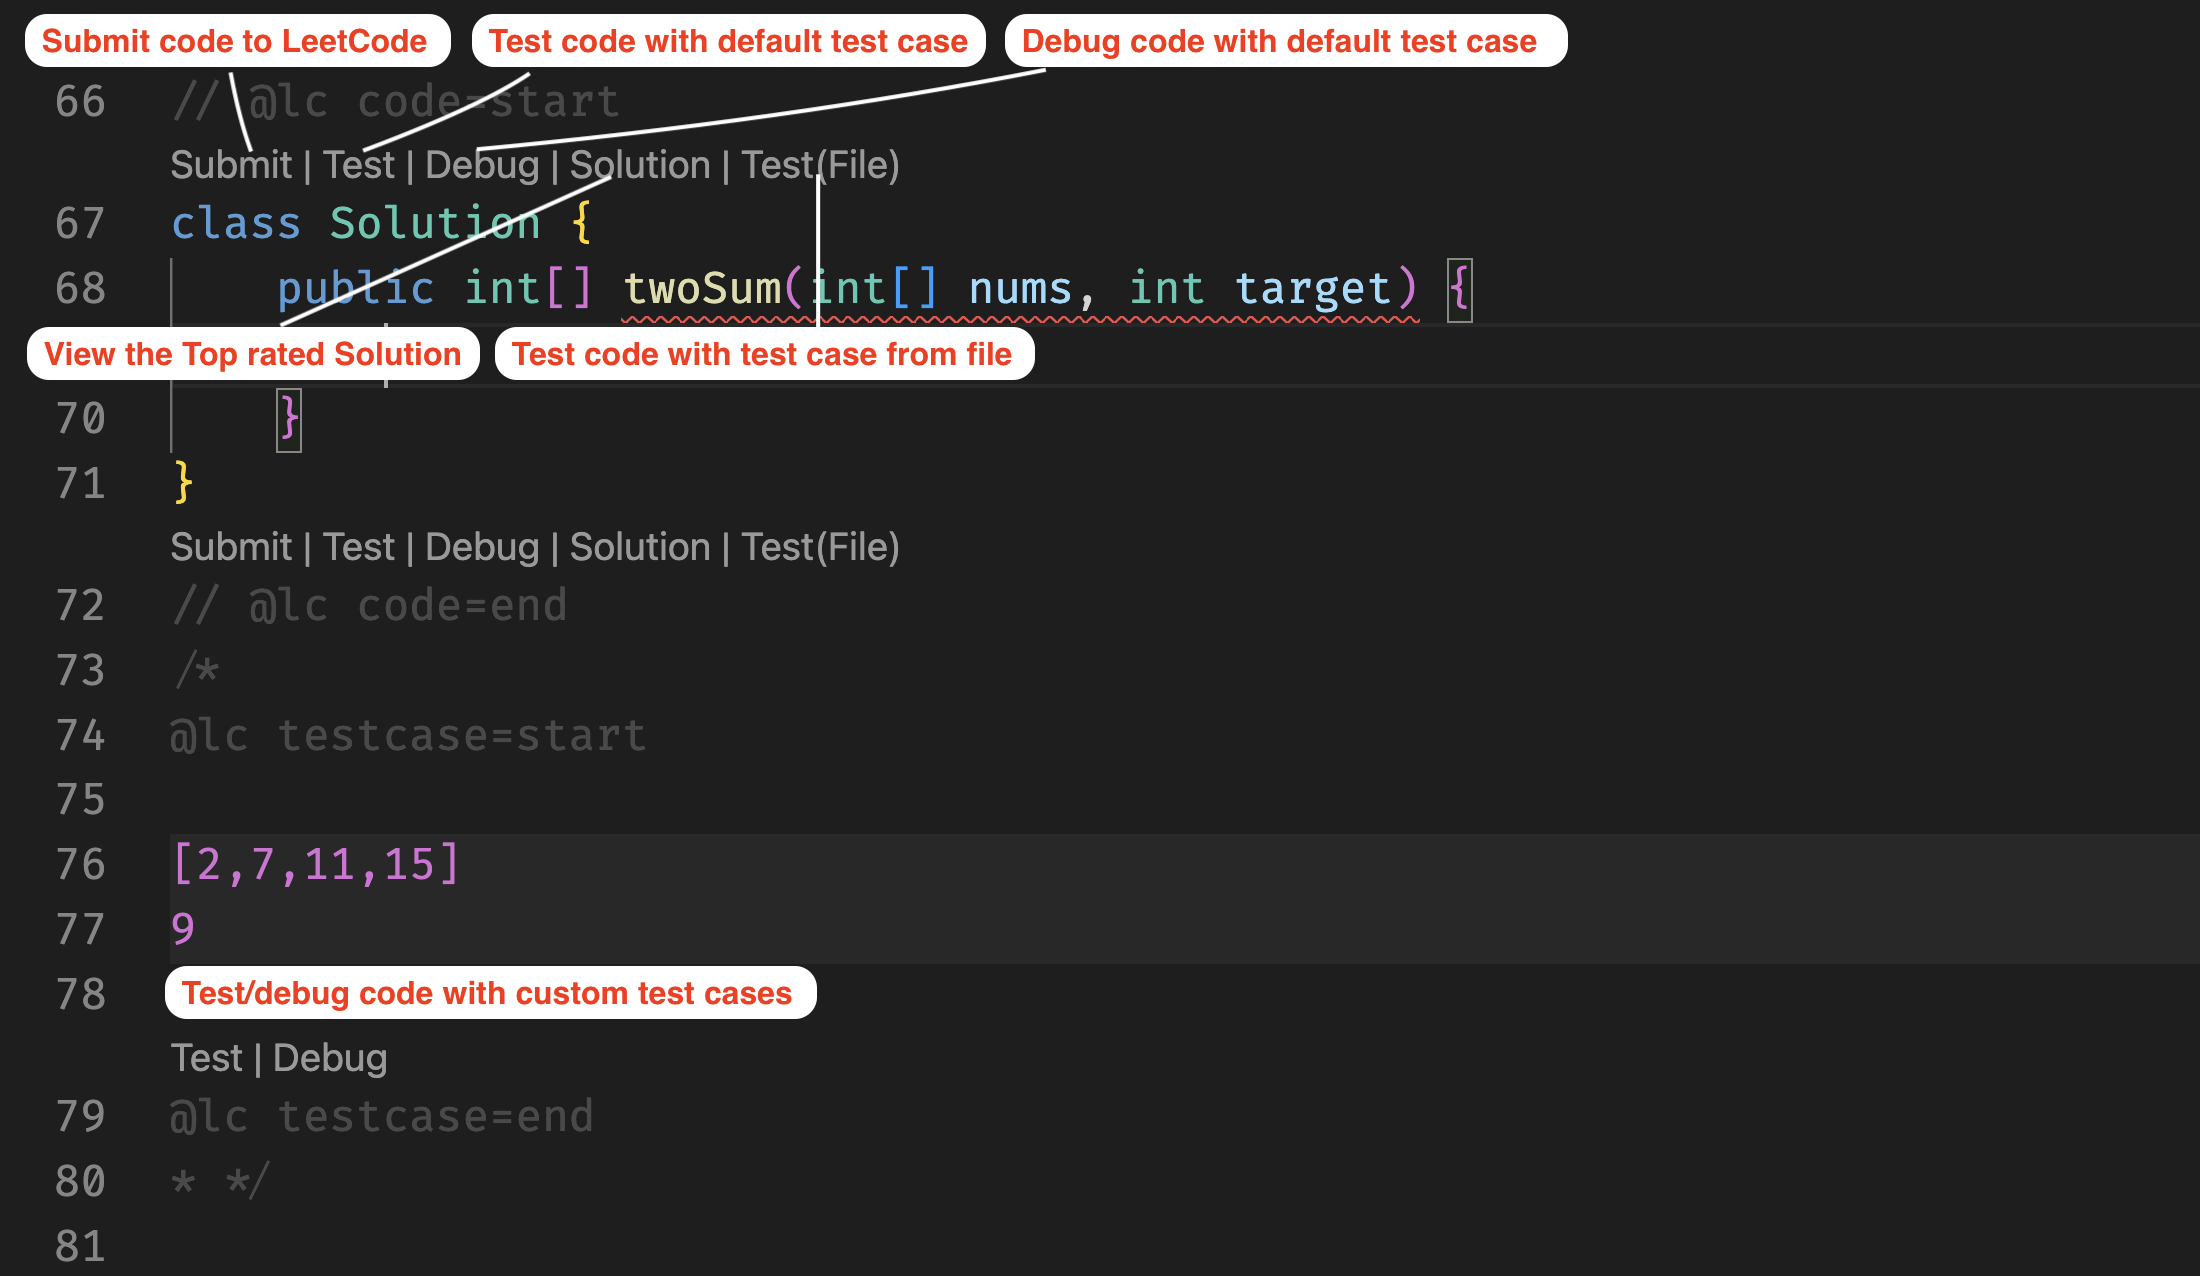 Submit code to LeetCode Test code with default test case Debug code with default test case
66 // @lc code=start
Submit | Test | Debug | Solution | Test(File)
67 class Solution {
68 public int[] twoSum(int[] nums, int target) {
View the Top rated Solution Test code with test case from file
70 }
71 }
Submit | Test | Debug | Solution | Test(File)
72 // @lc code=end
73 /*
74 @lc testcase=start
75
76 [2,7,11,15]
77 9
78 Test/debug code with custom test cases
Test | Debug
79 @lc testcase=end
80 * */
81